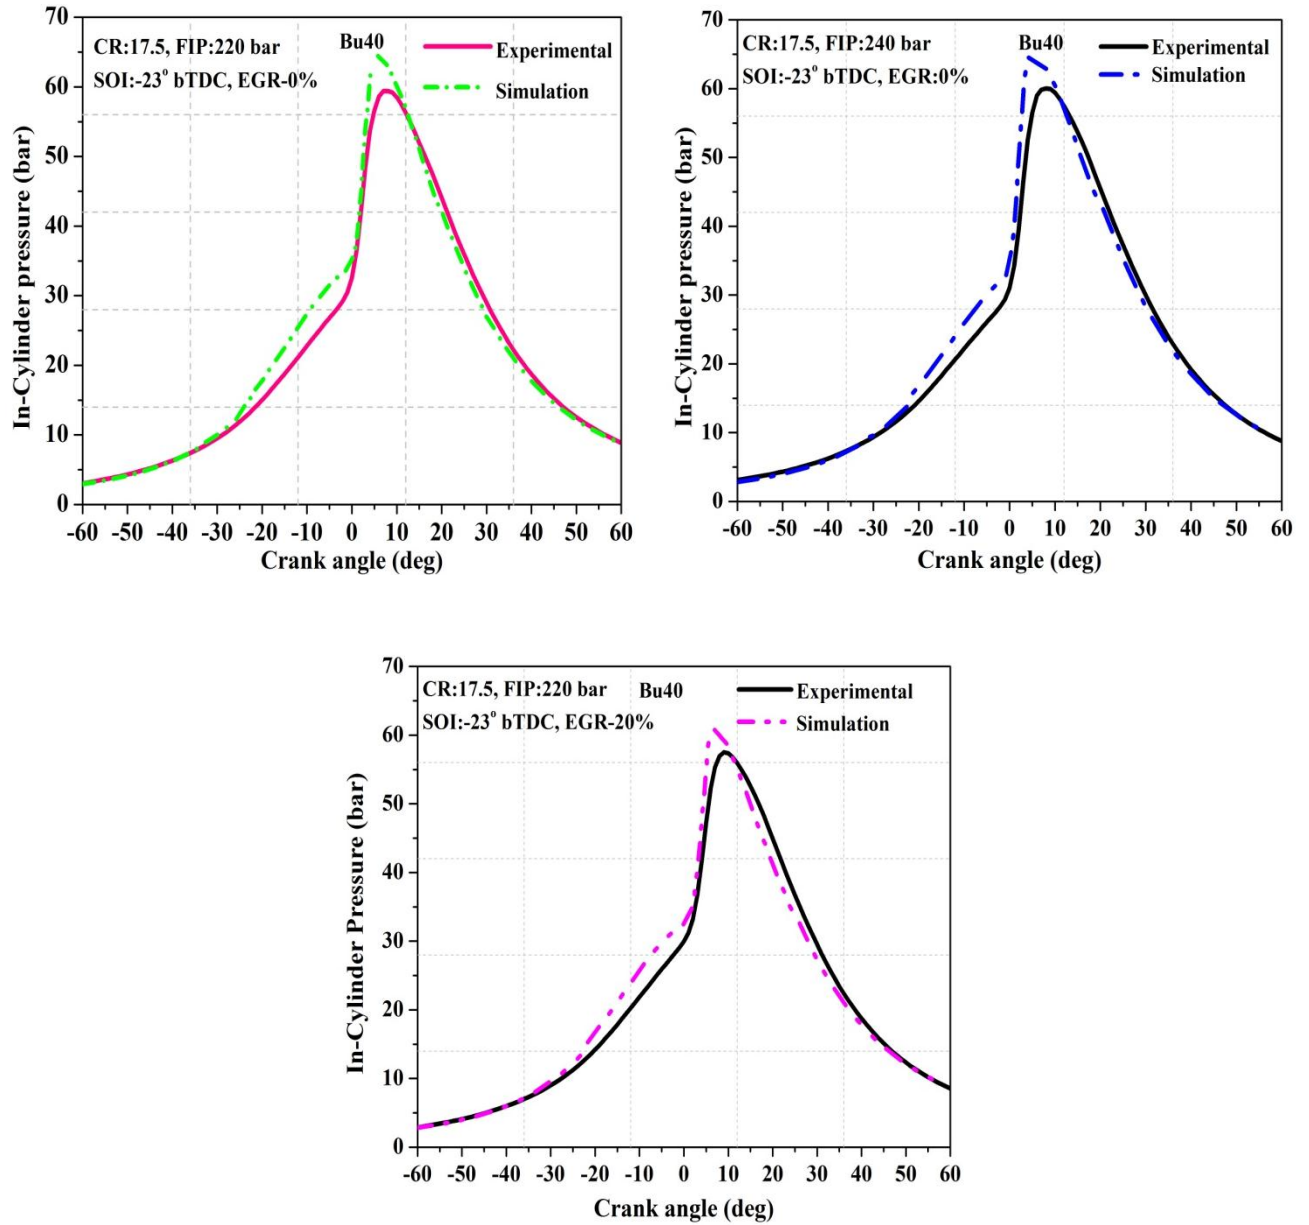 70
60
50
40
30
20
10
0
In-Cylinder pressure (bar)
CR:17.5, FIP:220 bar
SOI:-23° bTDC, EGR-0%
Bu40
Experimental
Simulation
-60 -50 -40 -30 -20 -10 0 10 20 30 40 50 60
Crank angle (deg)
70
60
50
40
30
20
10
0
In-Cylinder pressure (bar)
CR:17.5, FIP:240 bar
SOI:-23° bTDC, EGR:0%
Bu40
Experimental
Simulation
-60 -50 -40 -30 -20 -10 0 10 20 30 40 50 60
Crank angle (deg)
70
60
50
40
30
20
10
0
In-Cylinder Pressure (bar)
CR:17.5, FIP:220 bar
Bu40
SOI:-23° bTDC, EGR-20%
Experimental
Simulation
-60 -50 -40 -30 -20 -10 0 10 20 30 40 50 60
Crank angle (deg)